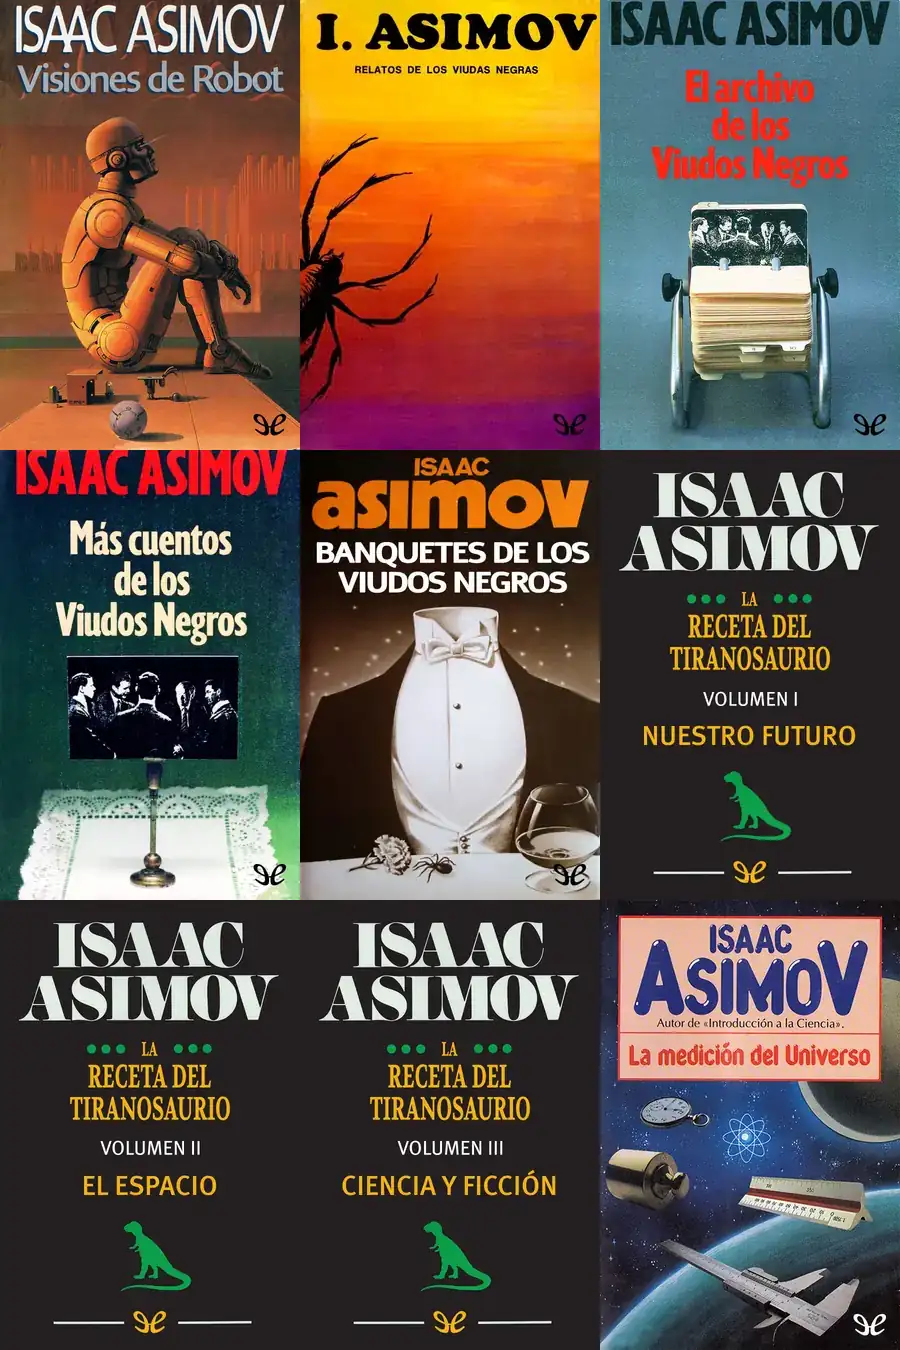 ISAAC ASIMOV
Visiones de Robot
I. ASIMOV
RELATOS DE LOS VIUDAS NEGRAS
ISAAC ASIMOV
El archivo
de los
Viudos Negros
ISAAC ASIMOV
Más cuentos
de los
Viudos Negros
ISAAC
asimov
BANQUETES DE LOS
VIUDOS NEGROS
ISAAC
ASIMOV
LA
RECETA DEL
TIRANOSAURIO
VOLUMEN I
NUESTRO FUTURO
ISAAC
ASIMOV
LA
RECETA DEL
TIRANOSAURIO
VOLUMEN II
EL ESPACIO
ISAAC
ASIMOV
LA
RECETA DEL
TIRANOSAURIO
VOLUMEN III
CIENCIA Y FICCIÓN
ISAAC
ASIMOV
Autor de «Introducción a la Ciencia».
La medición del Universo